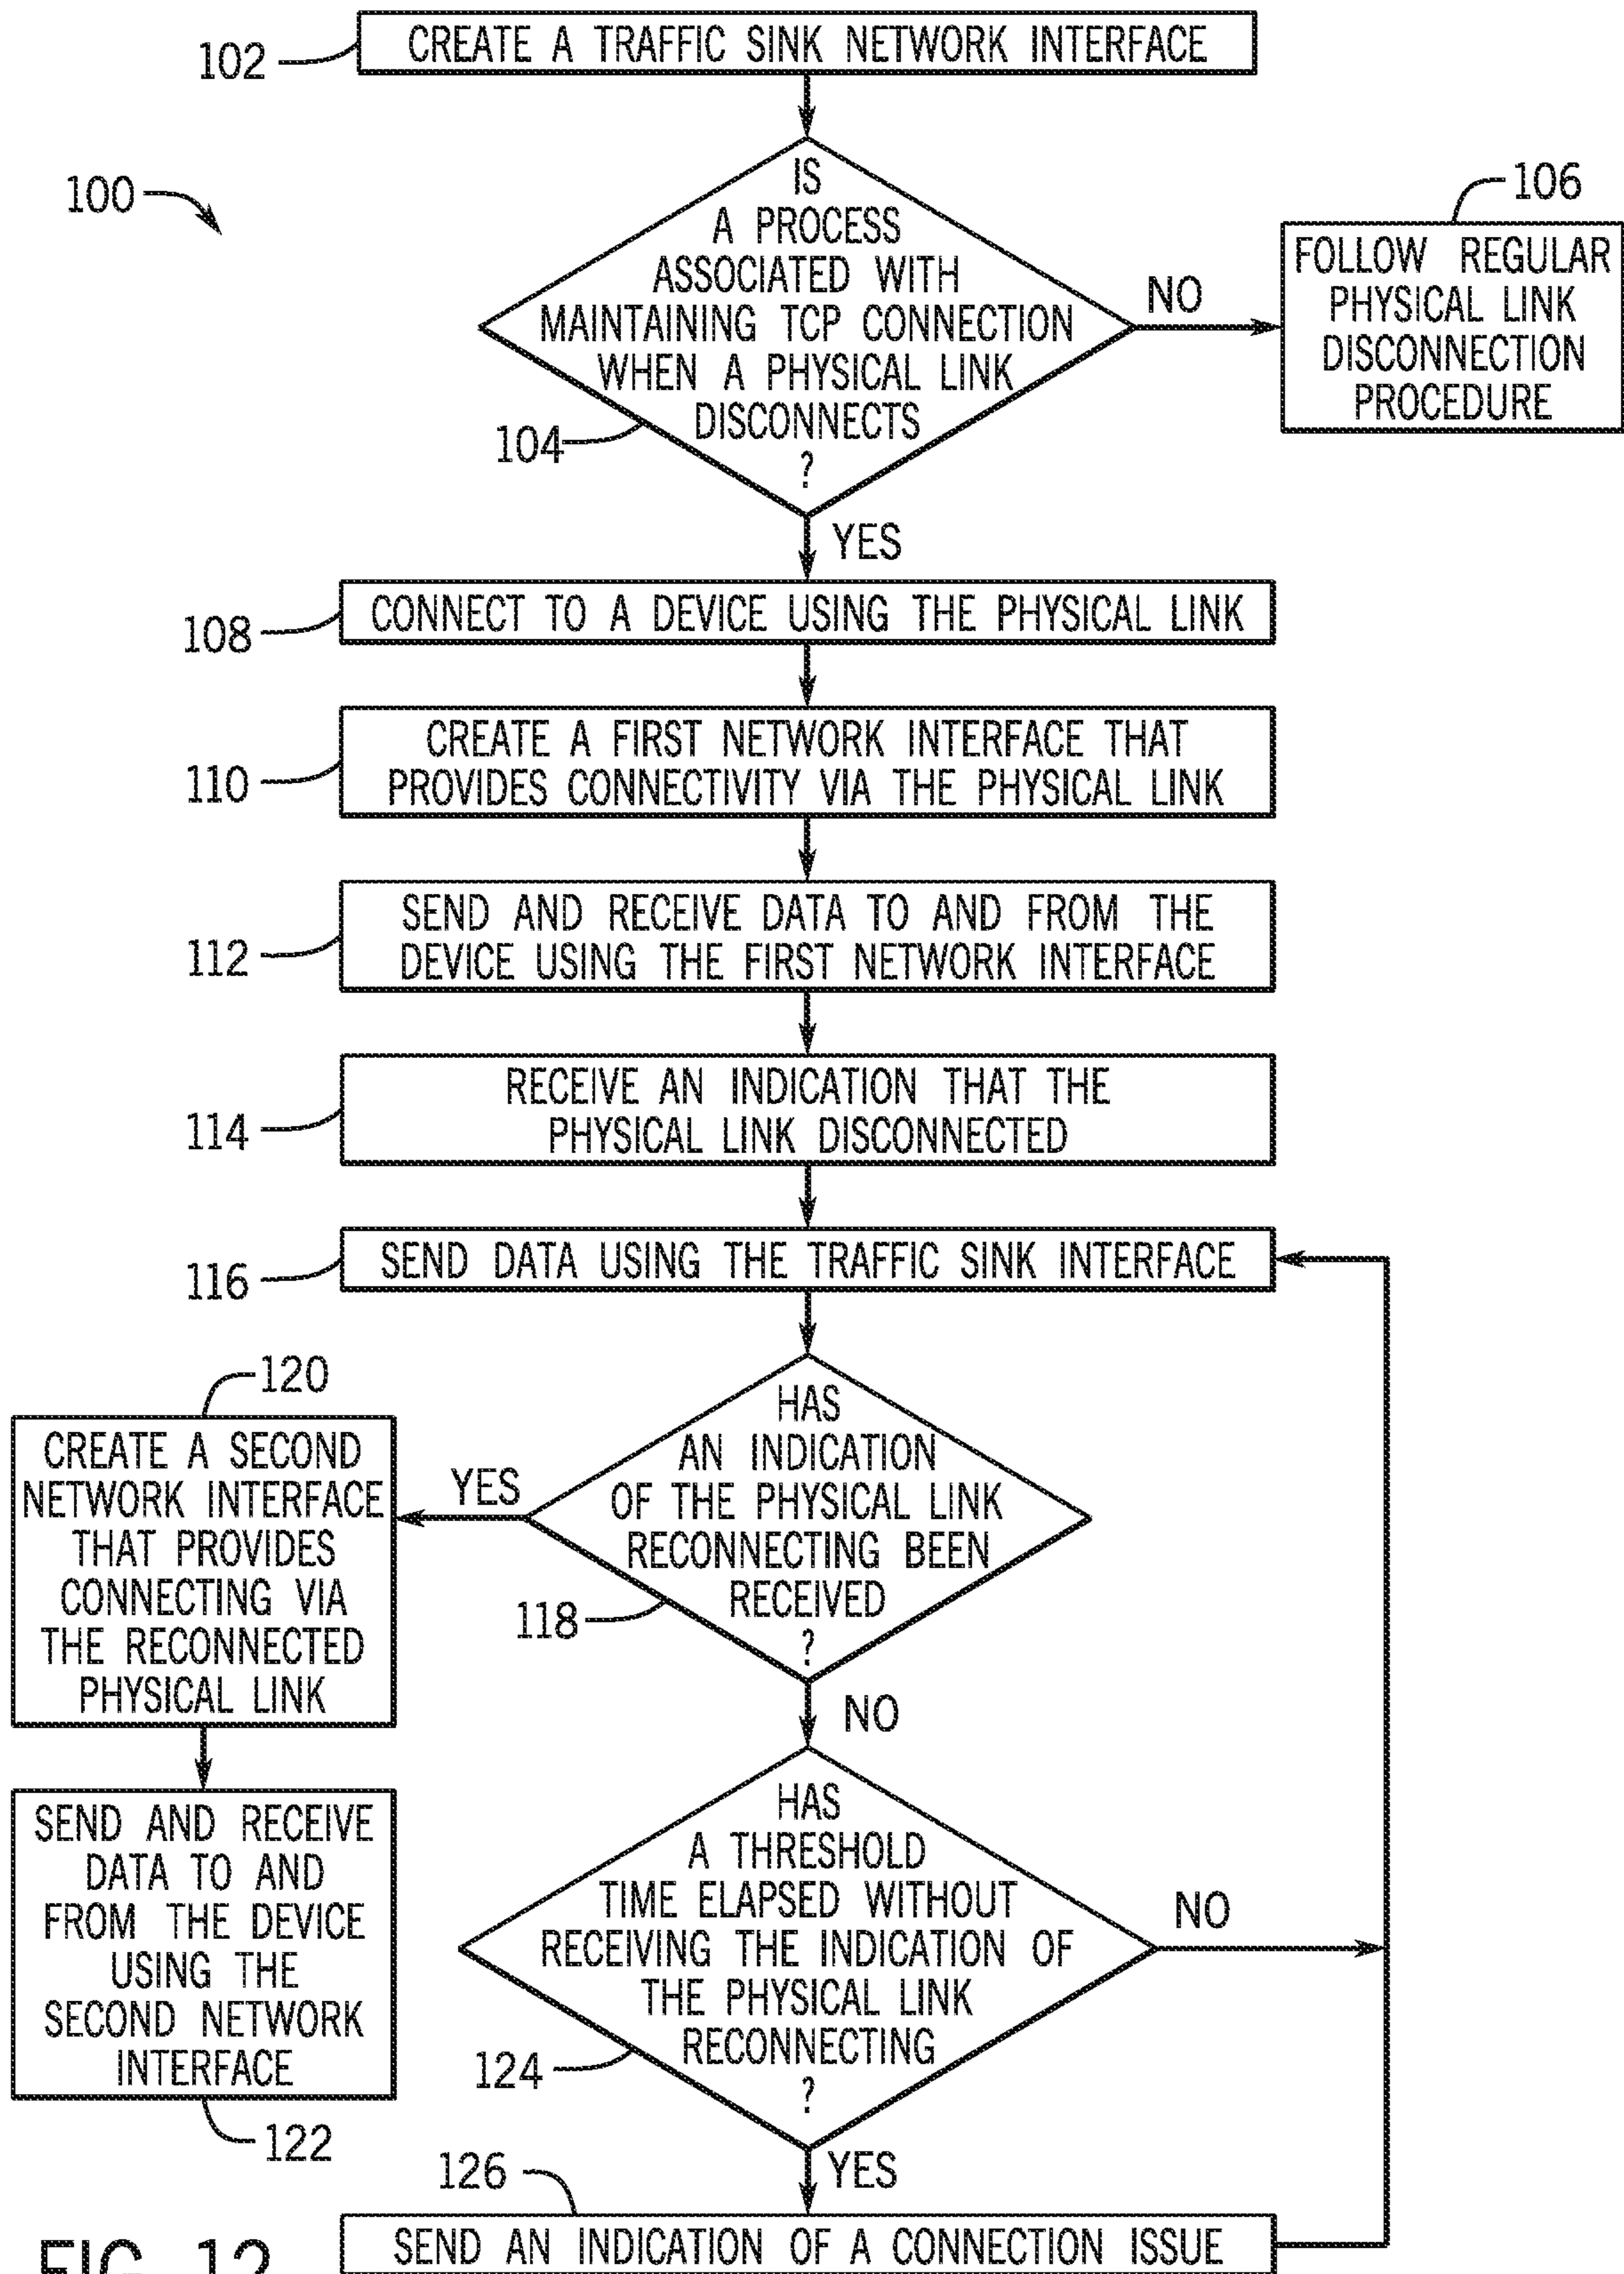 CREATE A TRAFFIC SINK NETWORK INTERFACE
102
100
IS
A PROCESS
ASSOCIATED WITH
MAINTAINING TCP CONNECTION
WHEN A PHYSICAL LINK
DISCONNECTS
?
104
NO
106
FOLLOW REGULAR
PHYSICAL LINK
DISCONNECTION
PROCEDURE
YES
CONNECT TO A DEVICE USING THE PHYSICAL LINK
108
CREATE A FIRST NETWORK INTERFACE THAT
PROVIDES CONNECTIVITY VIA THE PHYSICAL LINK
110
SEND AND RECEIVE DATA TO AND FROM THE
DEVICE USING THE FIRST NETWORK INTERFACE
112
RECEIVE AN INDICATION THAT THE
PHYSICAL LINK DISCONNECTED
114
SEND DATA USING THE TRAFFIC SINK INTERFACE
116
HAS
AN INDICATION
OF THE PHYSICAL LINK
RECONNECTING BEEN
RECEIVED
?
118
YES
120
CREATE A SECOND
NETWORK INTERFACE
THAT PROVIDES
CONNECTING VIA
THE RECONNECTED
PHYSICAL LINK
SEND AND RECEIVE
DATA TO AND
FROM THE DEVICE
USING THE
SECOND NETWORK
INTERFACE
122
NO
HAS
A THRESHOLD
TIME ELAPSED WITHOUT
RECEIVING THE INDICATION OF
THE PHYSICAL LINK
RECONNECTING
?
124
NO
YES
126
SEND AN INDICATION OF A CONNECTION ISSUE
FIG. 12